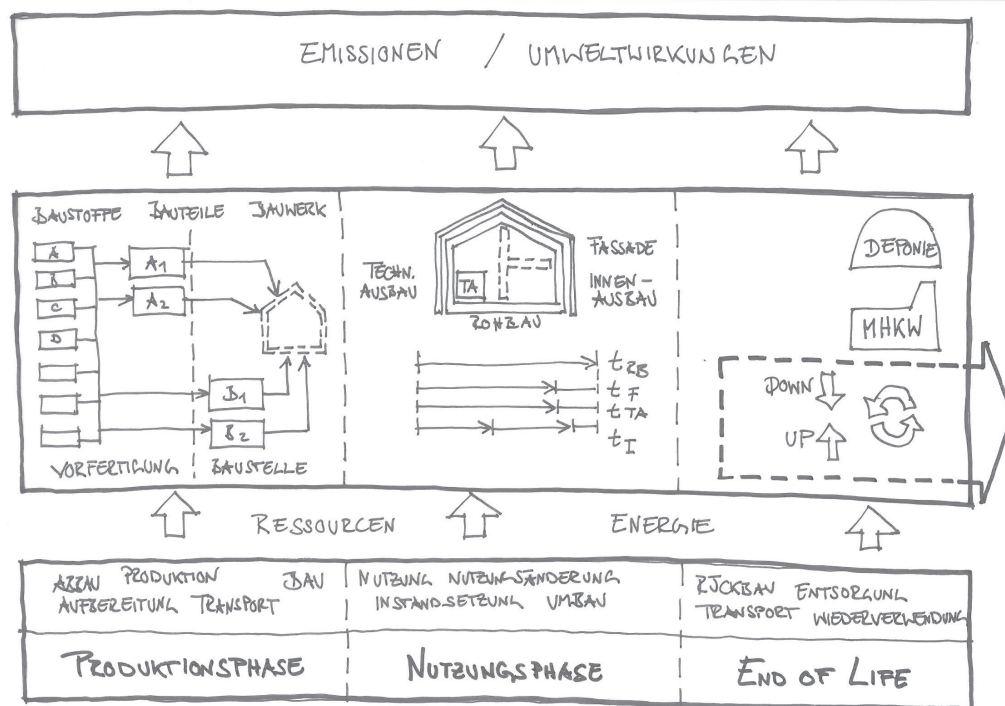 EMISSIONEN / UMWELTWIRKUNGEN
BAUSTOFFE BAUTEILE BAUWERK
A
B
C
D
A1
A2
B1
B2
VORFERTIGUNG BAUSTELLE
TECHN.
AUSBAU
TA
ROHBAU
FASSADE
INNEN-
AUSBAU
tRB
tF
tTA
tI
DEPONIE
MHKW
DOWN
UP
RESSOURCEN ENERGIE
ABBAU PRODUKTION BAU
AUFBEREITUNG TRANSPORT
NUTZUNG NUTZUNGSÄNDERUNG
INSTANDSETZUNG UMBAU
RÜCKBAU ENTSORGUNG
TRANSPORT WIEDERVERWENDUNG
PRODUKTIONSPHASE NUTZUNGSPHASE END OF LIFE